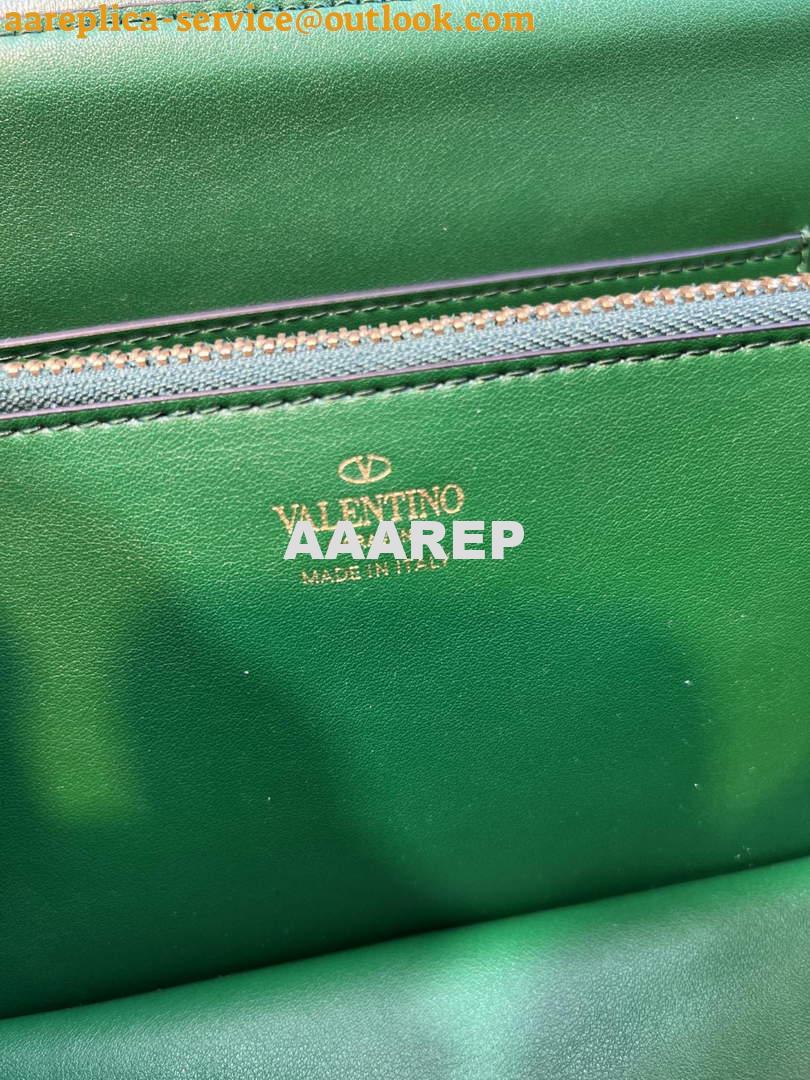 aareplica-service@outlook.com
VALENTINO
AAAREP
MADE IN ITALY